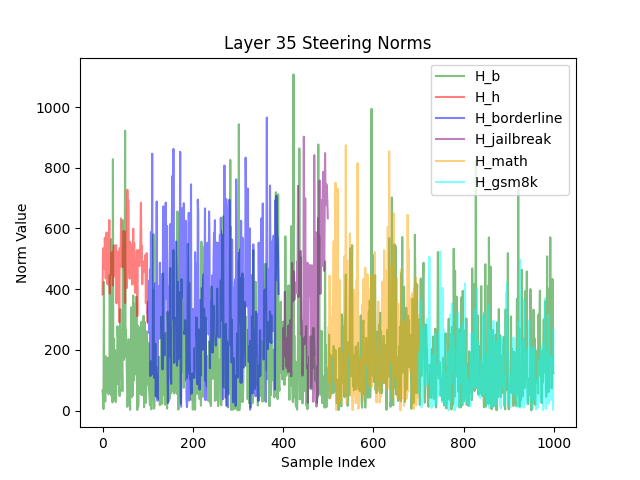 Layer 35 Steering Norms
H_b
H_h
H_borderline
H_jailbreak
H_math
H_gsm8k
Norm Value
1000
800
600
400
200
0
0 200 400 600 800 1000
Sample Index